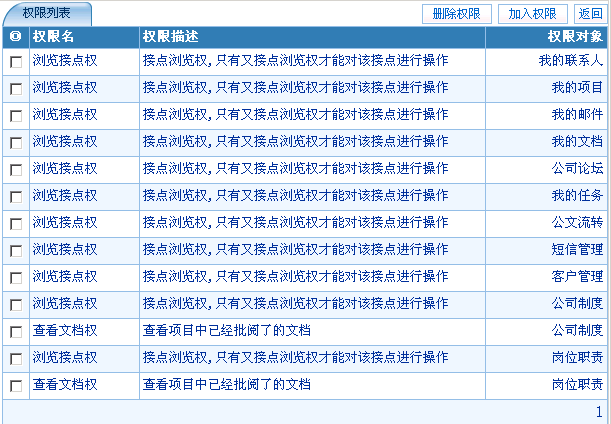 权限列表 删除权限 加入权限 返回
权限名 权限描述 权限对象
浏览接点权 接点浏览权,只有又接点浏览权才能对该接点进行操作 我的联系人
浏览接点权 接点浏览权,只有又接点浏览权才能对该接点进行操作 我的项目
浏览接点权 接点浏览权,只有又接点浏览权才能对该接点进行操作 我的邮件
浏览接点权 接点浏览权,只有又接点浏览权才能对该接点进行操作 我的文档
浏览接点权 接点浏览权,只有又接点浏览权才能对该接点进行操作 公司论坛
浏览接点权 接点浏览权,只有又接点浏览权才能对该接点进行操作 我的任务
浏览接点权 接点浏览权,只有又接点浏览权才能对该接点进行操作 公文流转
浏览接点权 接点浏览权,只有又接点浏览权才能对该接点进行操作 短信管理
浏览接点权 接点浏览权,只有又接点浏览权才能对该接点进行操作 客户管理
浏览接点权 接点浏览权,只有又接点浏览权才能对该接点进行操作 公司制度
查看文档权 查看项目中已经批阅了的文档 公司制度
浏览接点权 接点浏览权,只有又接点浏览权才能对该接点进行操作 岗位职责
查看文档权 查看项目中已经批阅了的文档 岗位职责
1